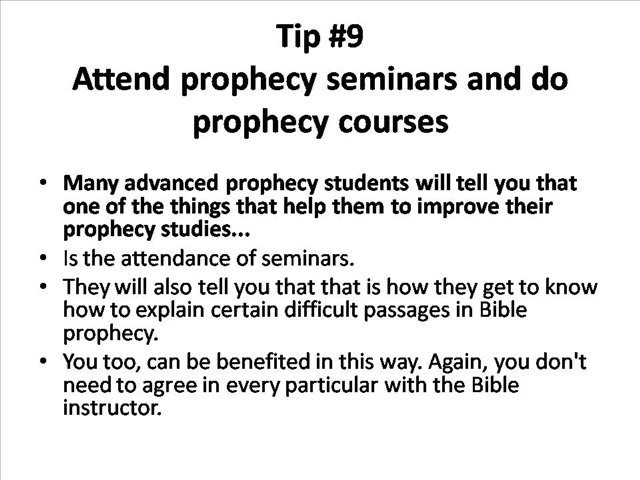 Tip #9
Attend prophecy seminars and do
prophecy courses
• Many advanced prophecy students will tell you that
one of the things that help them to improve their
prophecy studies...
• Is the attendance of seminars.
• They will also tell you that that is how they get to know
how to explain certain difficult passages in Bible
prophecy.
• You too, can be benefited in this way. Again, you don't
need to agree in every particular with the Bible
instructor.